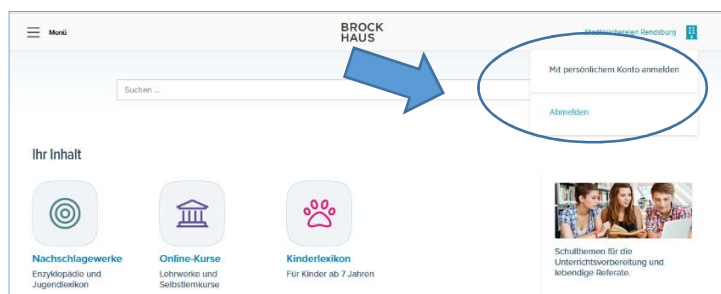 Menü
BROCK
HAUS
Stadtbüchereien Rendsburg
Mit persönlichem Konto anmelden
Suchen ...
Abmelden
Ihr Inhalt
Nachschlagewerke
Enzyklopädie und
Jugendlexikon
Online-Kurse
Lehrwerke und
Selbstlernkurse
Kinderlexikon
Für Kinder ab 7 Jahren
Schulthemen für die
Unterrichtsvorbereitung und
lebendige Referate.